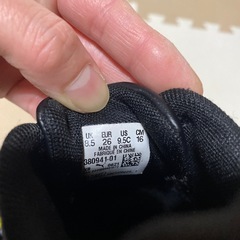 UK EUR US CM
8.5 26 9.5C 16
MADE IN CHINA
FABRIQUÉ EN CHINE
380941-01